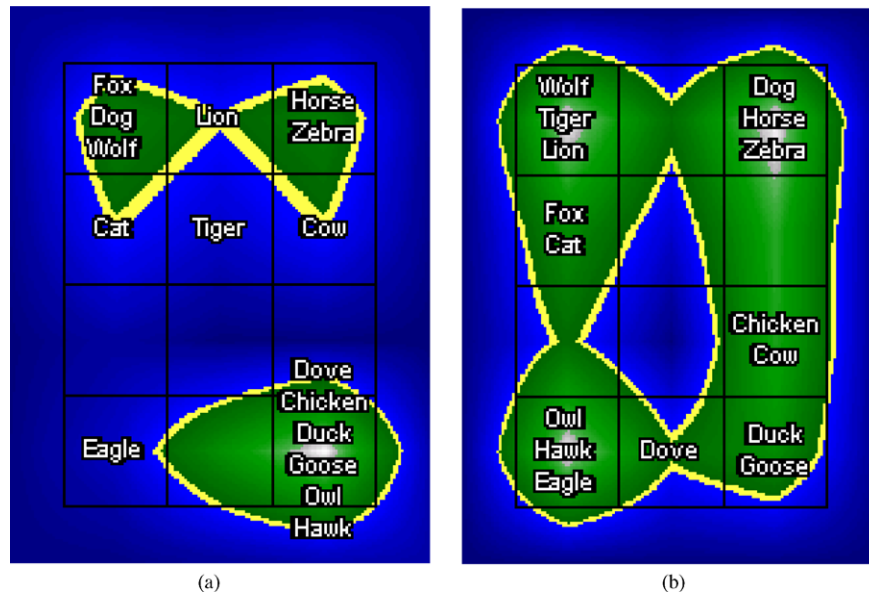 Fox
Dog
Wolf
Lion
Horse
Zebra
Cat
Tiger
Cow
Dove
Chicken
Duck
Goose
Owl
Hawk
Eagle
(a)
Wolf
Tiger
Lion
Dog
Horse
Zebra
Fox
Cat
Chicken
Cow
Owl
Hawk
Eagle
Dove
Duck
Goose
(b)